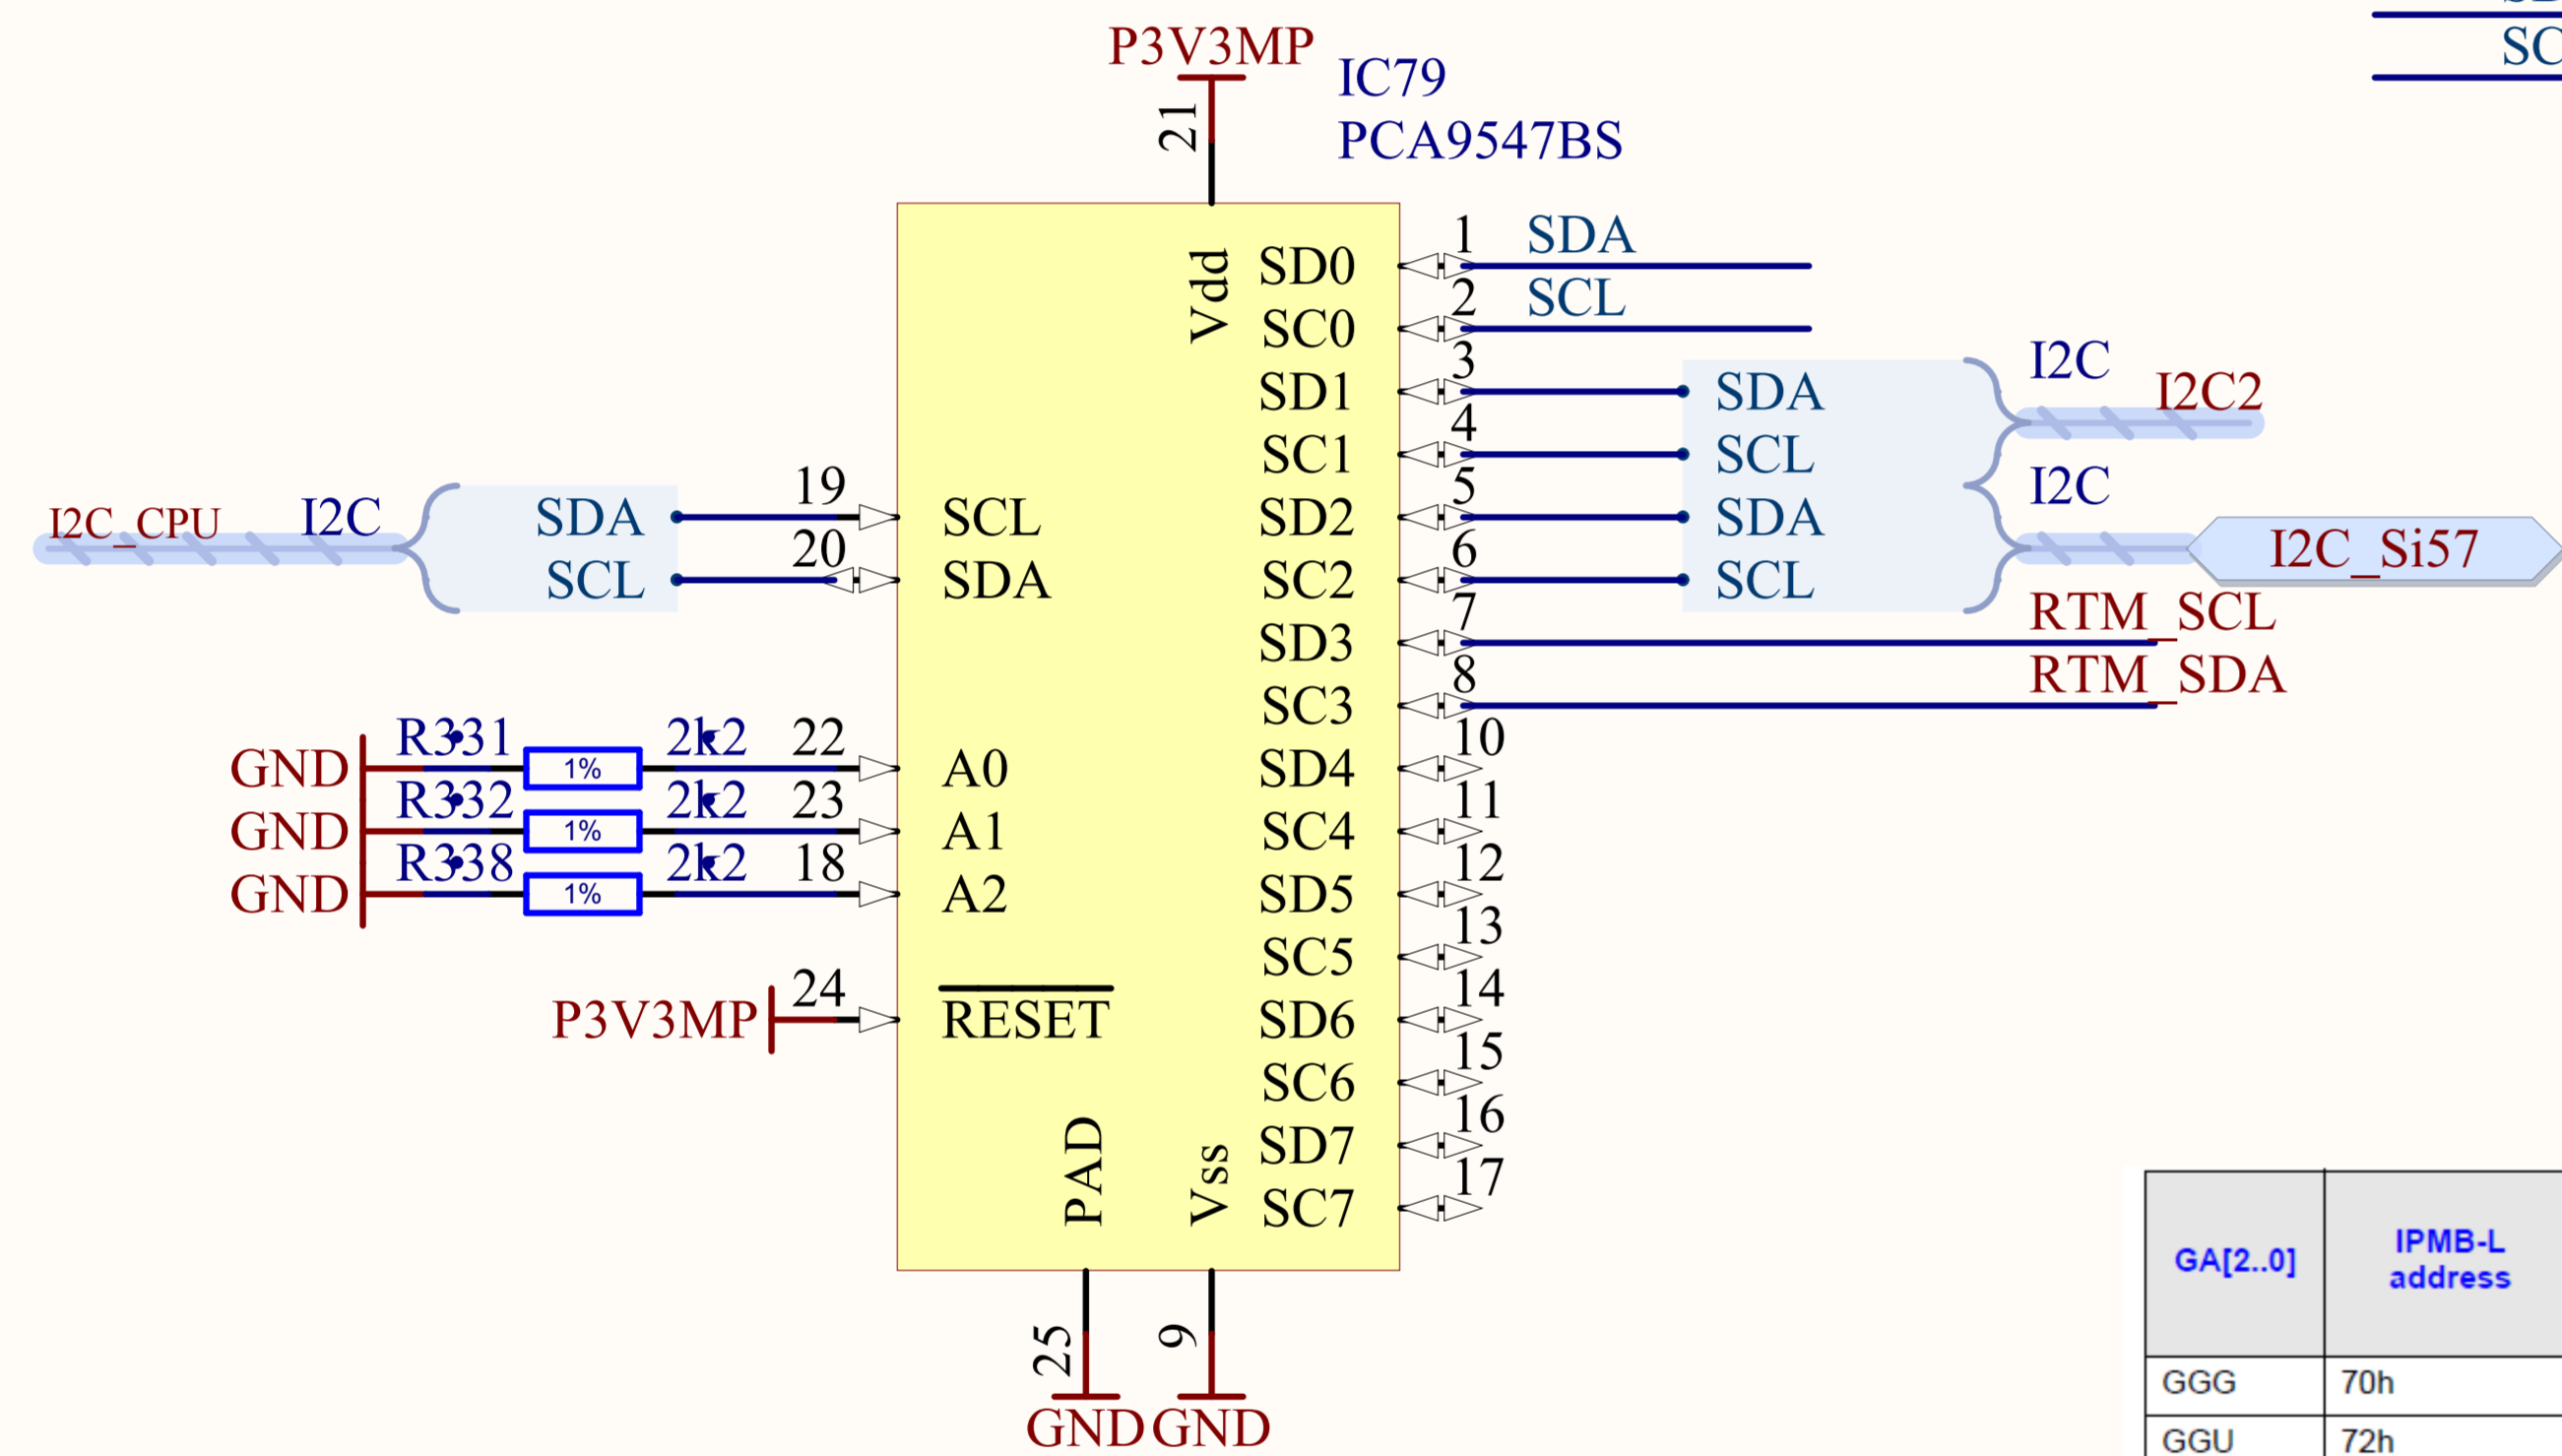 P3V3MP
21
IC79
PCA9547BS
SC
Vdd
SD0 1 SDA
SC0 2 SCL
SD1 3 SDA I2C I2C2
SC1 4 SCL
I2C_CPU I2C SDA 19 SCL SD2 5 SDA I2C I2C_Si57
SCL 20 SDA SC2 6 SCL
SD3 7 RTM_SCL
SC3 8 RTM_SDA
GND R331 1% 2k2 22 A0 SD4 10
GND R332 1% 2k2 23 A1 SC4 11
GND R338 1% 2k2 18 A2 SD5 12
SC5 13
P3V3MP 24 RESET SD6 14
SC6 15
PAD Vss SD7 16
SC7 17
25 9
GND GND
GA[2..0] IPMB-L
address
GGG 70h
GGU 72h